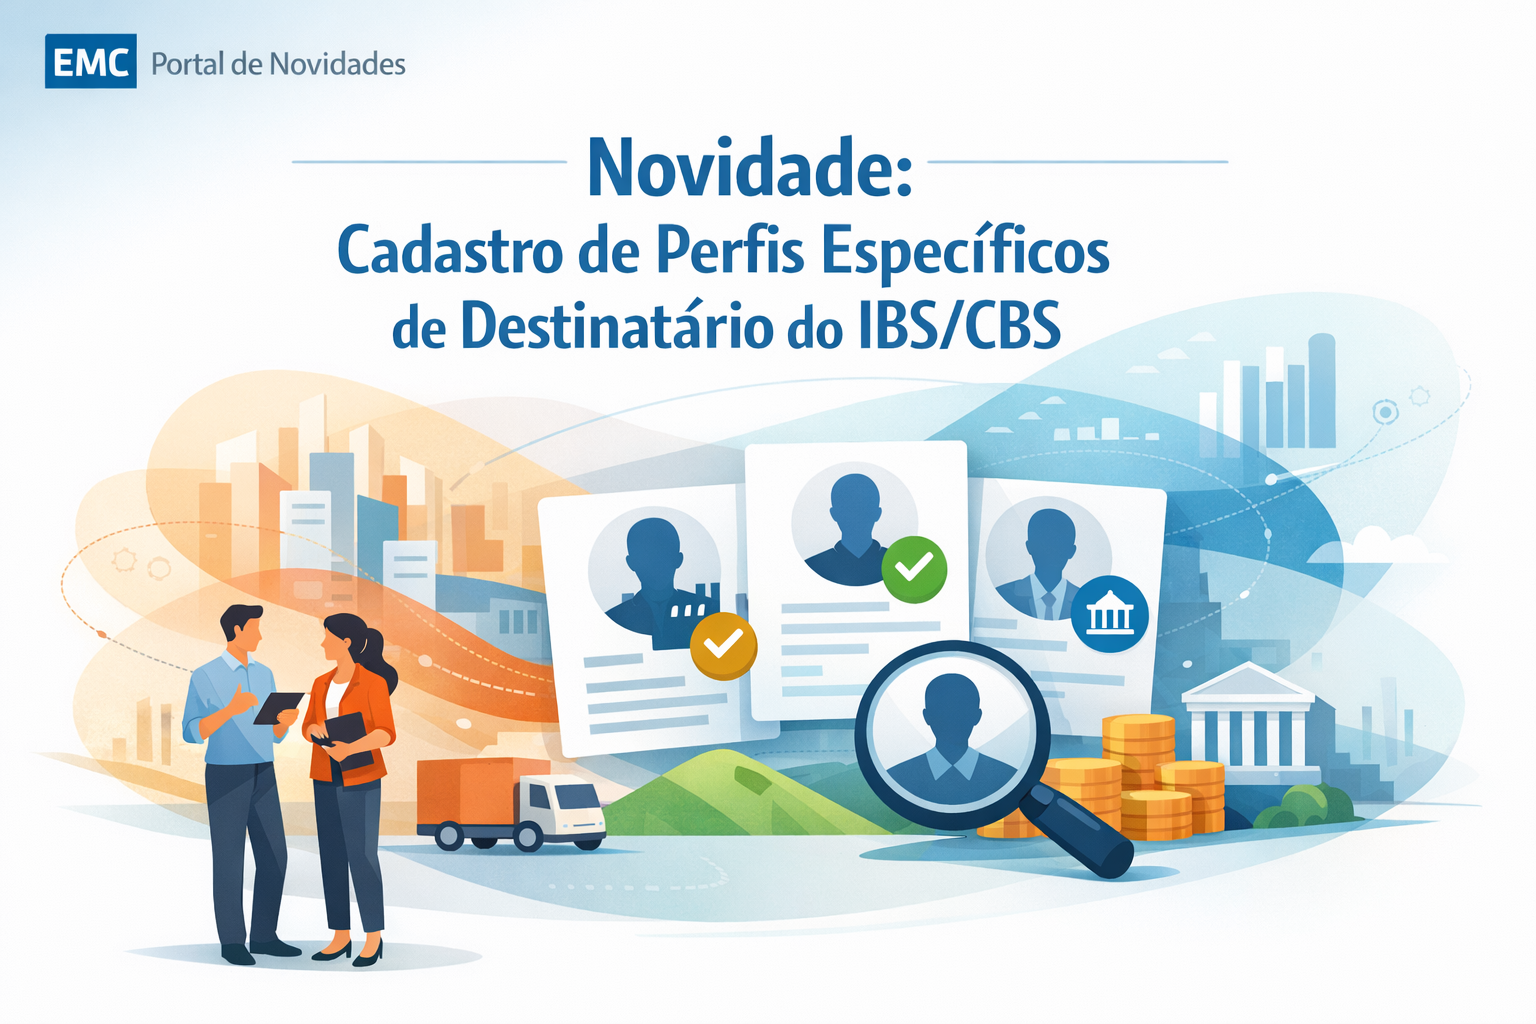 EMC Portal de Novidades
Novidade:
Cadastro de Perfis Específicos
de Destinatário do IBS/CBS